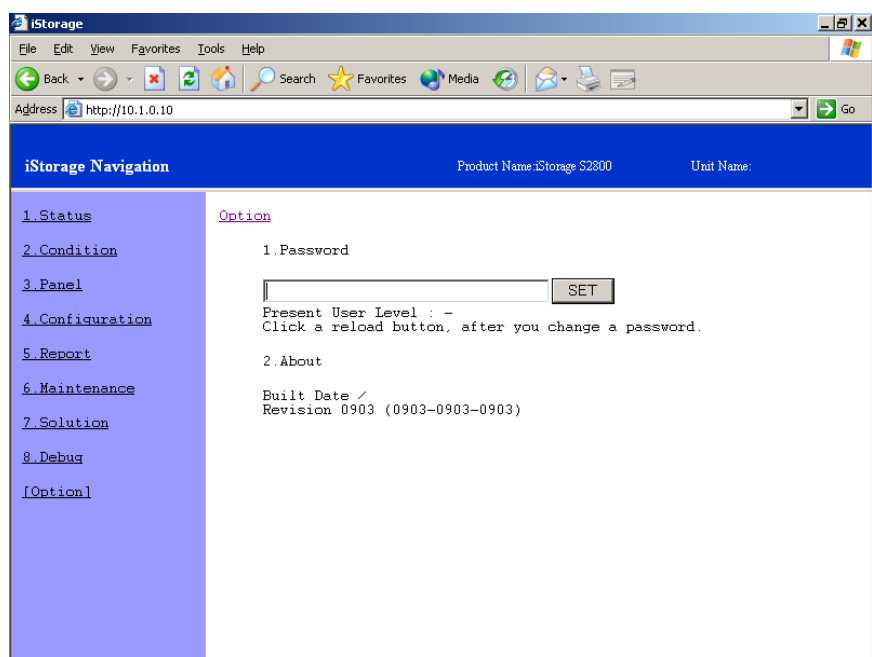 iStorage
File Edit View Favorites Tools Help
Back Search Favorites Media
Address http://10.1.0.10 Go
iStorage Navigation Product Name:iStorage S2800 Unit Name:
1.Status
2.Condition
3.Panel
4.Configuration
5.Report
6.Maintenance
7.Solution
8.Debug
[Option]
Option
1.Password
SET
Present User Level : -
Click a reload button, after you change a password.
2.About
Built Date /
Revision 0903 (0903-0903-0903)